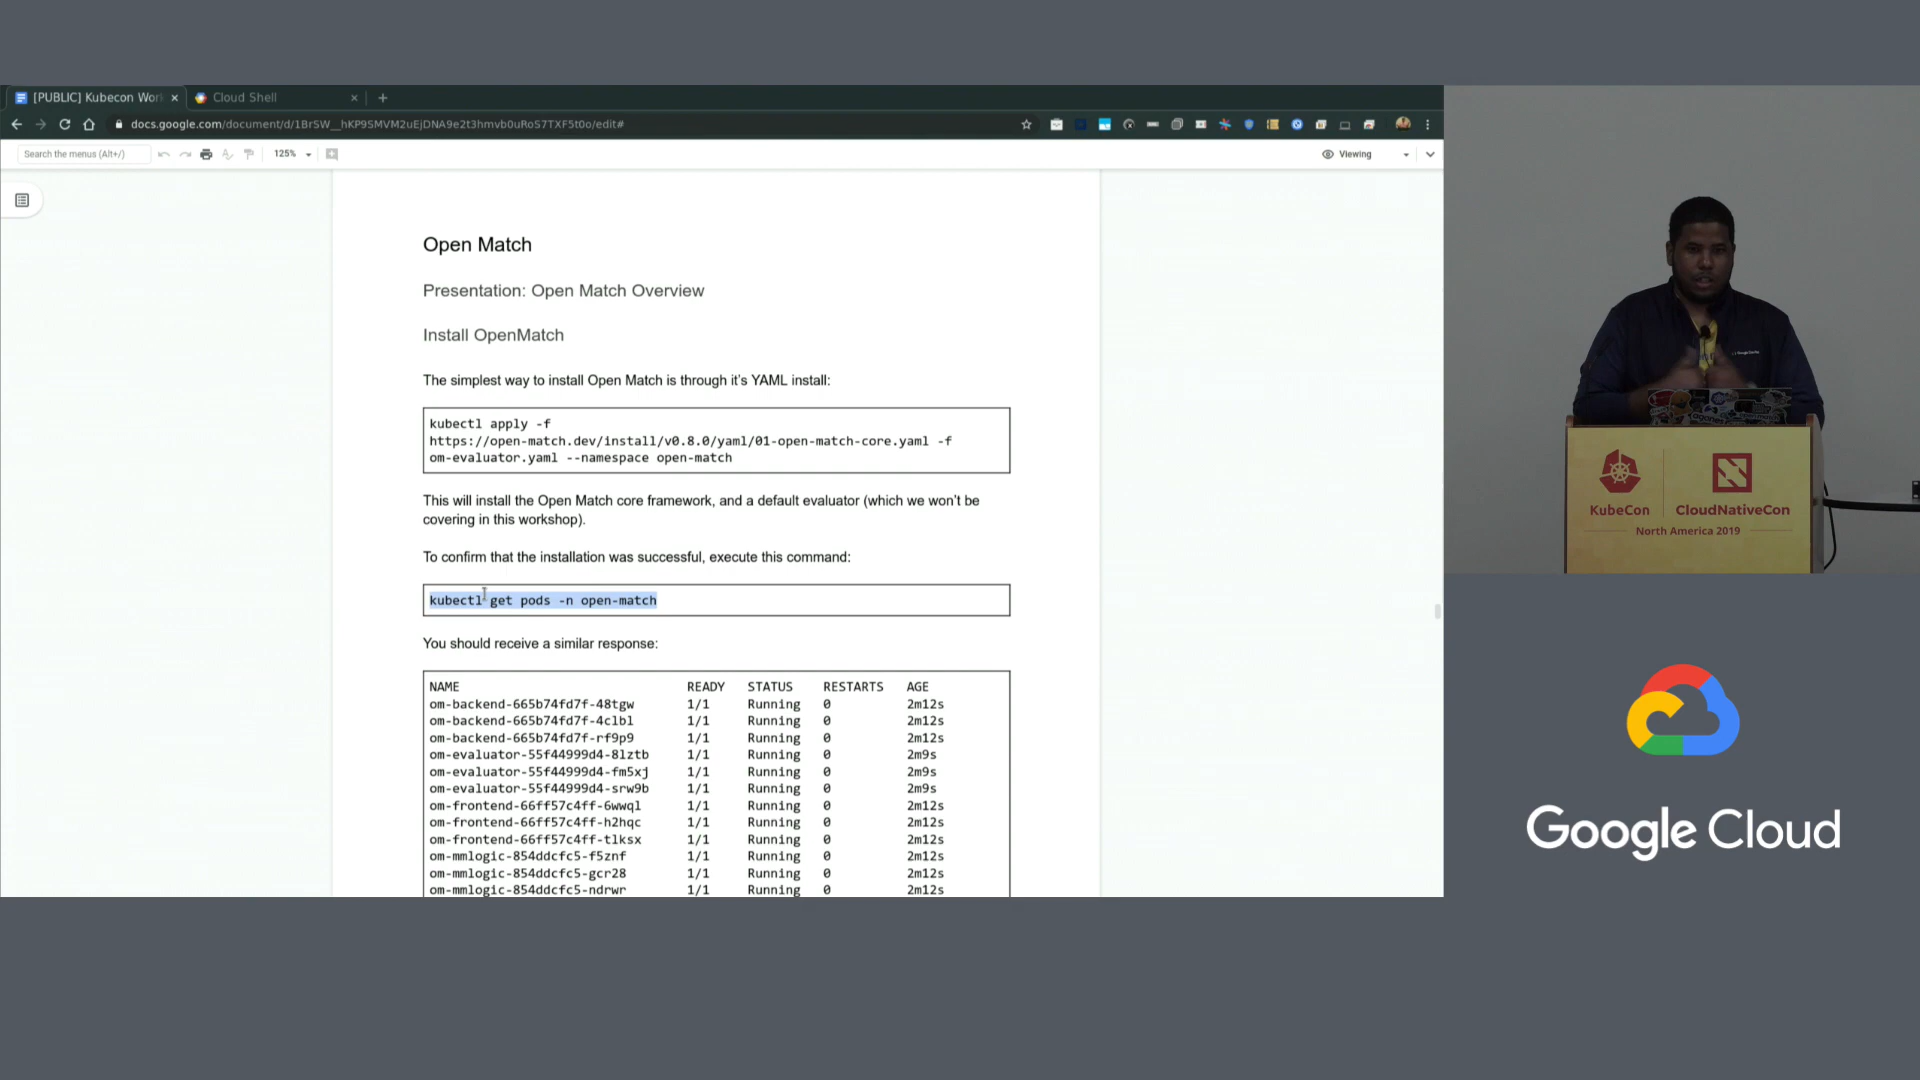 [PUBLIC] Kubecon Wor
Cloud Shell
docs.google.com/document/d/1BrSW__hKP9SMVM2uEjDNA9e2t3hmvb0uRoS7TXF5t0o/edit#
Search the menus (Alt+/)
125%
Viewing
Open Match
Presentation: Open Match Overview
Install OpenMatch
The simplest way to install Open Match is through it's YAML install:
kubectl apply -f
https://open-match.dev/install/v0.8.0/yaml/01-open-match-core.yaml -f
om-evaluator.yaml --namespace open-match
This will install the Open Match core framework, and a default evaluator (which we won't be
covering in this workshop).
To confirm that the installation was successful, execute this command:
kubectl get pods -n open-match
You should receive a similar response:
NAME READY STATUS RESTARTS AGE
om-backend-665b74fd7f-48tgw 1/1 Running 0 2m12s
om-backend-665b74fd7f-4clbl 1/1 Running 0 2m12s
om-backend-665b74fd7f-rf9p9 1/1 Running 0 2m12s
om-evaluator-55f44999d4-8lztb 1/1 Running 0 2m9s
om-evaluator-55f44999d4-fm5xj 1/1 Running 0 2m9s
om-evaluator-55f44999d4-srw9b 1/1 Running 0 2m9s
om-frontend-66ff57c4ff-6wwql 1/1 Running 0 2m12s
om-frontend-66ff57c4ff-h2hqc 1/1 Running 0 2m12s
om-frontend-66ff57c4ff-tlksx 1/1 Running 0 2m12s
om-mmlogic-854ddcfc5-f5znf 1/1 Running 0 2m12s
om-mmlogic-854ddcfc5-gcr28 1/1 Running 0 2m12s
om-mmlogic-854ddcfc5-ndrwr 1/1 Running 0 2m12s
KubeCon
CloudNativeCon
North America 2019
Google Cloud